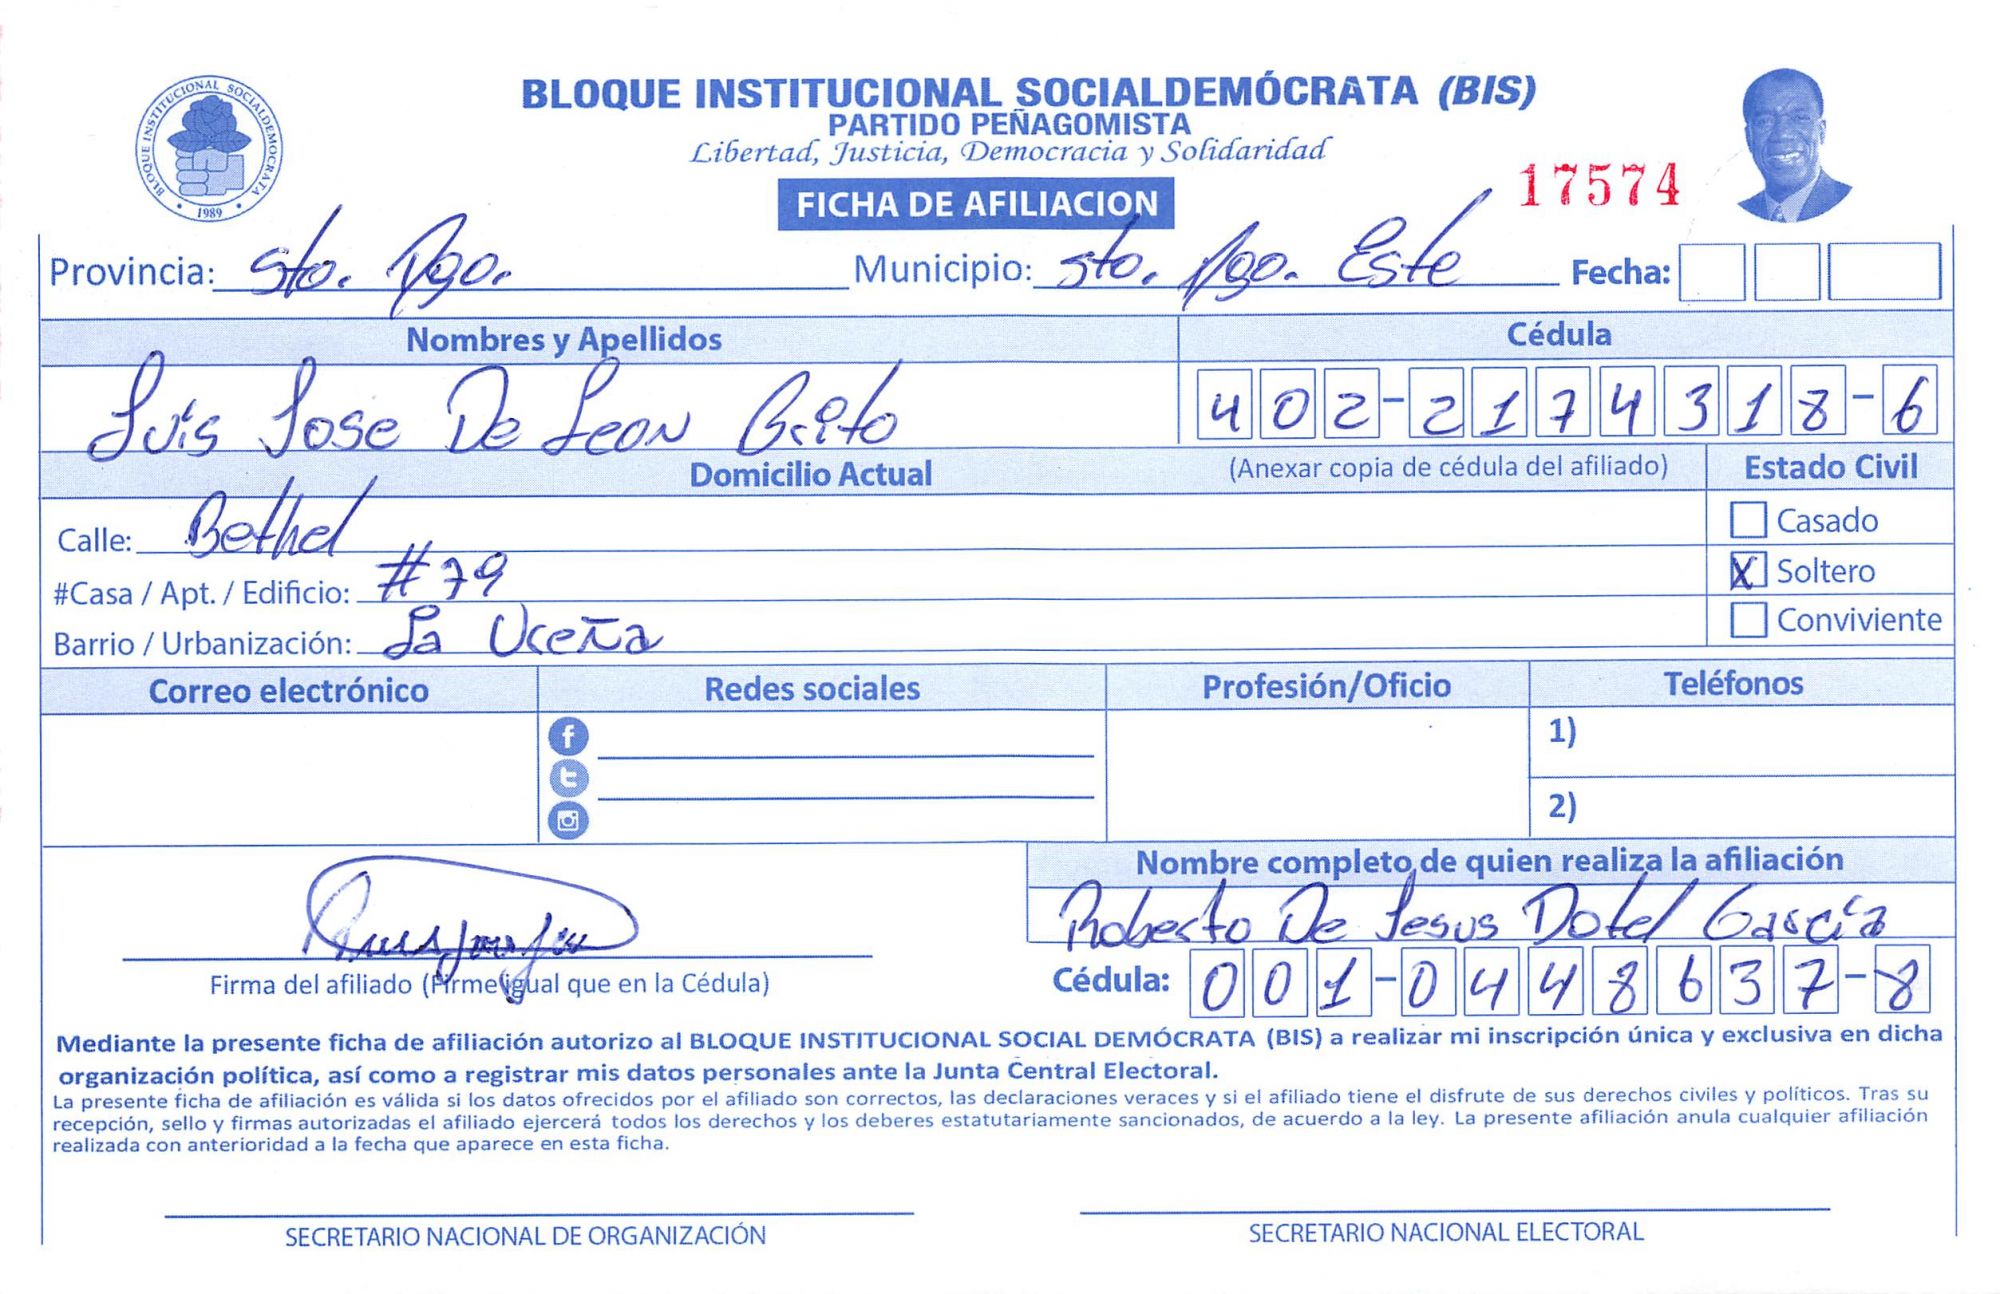 BLOQUE INSTITUCIONAL SOCIALDEMOCRATA
1989
BLOQUE INSTITUCIONAL SOCIALDEMÓCRATA (BIS)
PARTIDO PEÑAGOMISTA
Libertad, Justicia, Democracia y Solidaridad
17574
FICHA DE AFILIACION
Provincia: Sto. Dgo. Municipio: Sto. Dgo. Este Fecha:
Nombres y Apellidos Cédula
Luis Jose De Leon Brito 402-2174318-6
Domicilio Actual (Anexar copia de cédula del afiliado) Estado Civil
Calle: Bethel
Casado
#Casa / Apt. / Edificio: #79
X Soltero
Barrio / Urbanización: La Ureña
Conviviente
Correo electrónico Redes sociales Profesión/Oficio Teléfonos
1)
2)
Nombre completo de quien realiza la afiliación
Roberto De Jesus Dotel García
Firma del afiliado (Firme igual que en la Cédula) Cédula: 001-0448637-8
Mediante la presente ficha de afiliación autorizo al BLOQUE INSTITUCIONAL SOCIAL DEMÓCRATA (BIS) a realizar mi inscripción única y exclusiva en dicha
organización política, así como a registrar mis datos personales ante la Junta Central Electoral.
La presente ficha de afiliación es válida si los datos ofrecidos por el afiliado son correctos, las declaraciones veraces y si el afiliado tiene el disfrute de sus derechos civiles y políticos. Tras su
recepción, sello y firmas autorizadas el afiliado ejercerá todos los derechos y los deberes estatutariamente sancionados, de acuerdo a la ley. La presente afiliación anula cualquier afiliación
realizada con anterioridad a la fecha que aparece en esta ficha.
SECRETARIO NACIONAL DE ORGANIZACIÓN SECRETARIO NACIONAL ELECTORAL